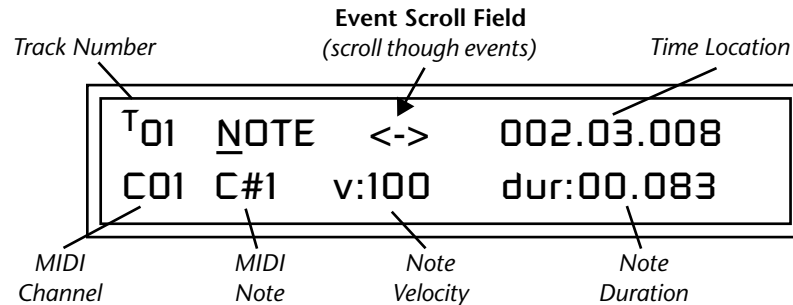 Event Scroll Field
Track Number (scroll though events) Time Location
T01 NOTE <-> 002.03.008
C01 C#1 v:100 dur:00.083
MIDI Channel
MIDI Note
Note Velocity
Note Duration